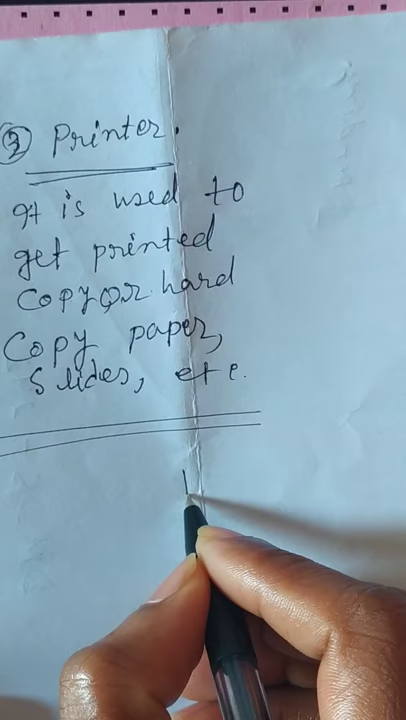 ③ Printer.
It is used to
get printed
copy or hard
copy paper,
slides, etc.